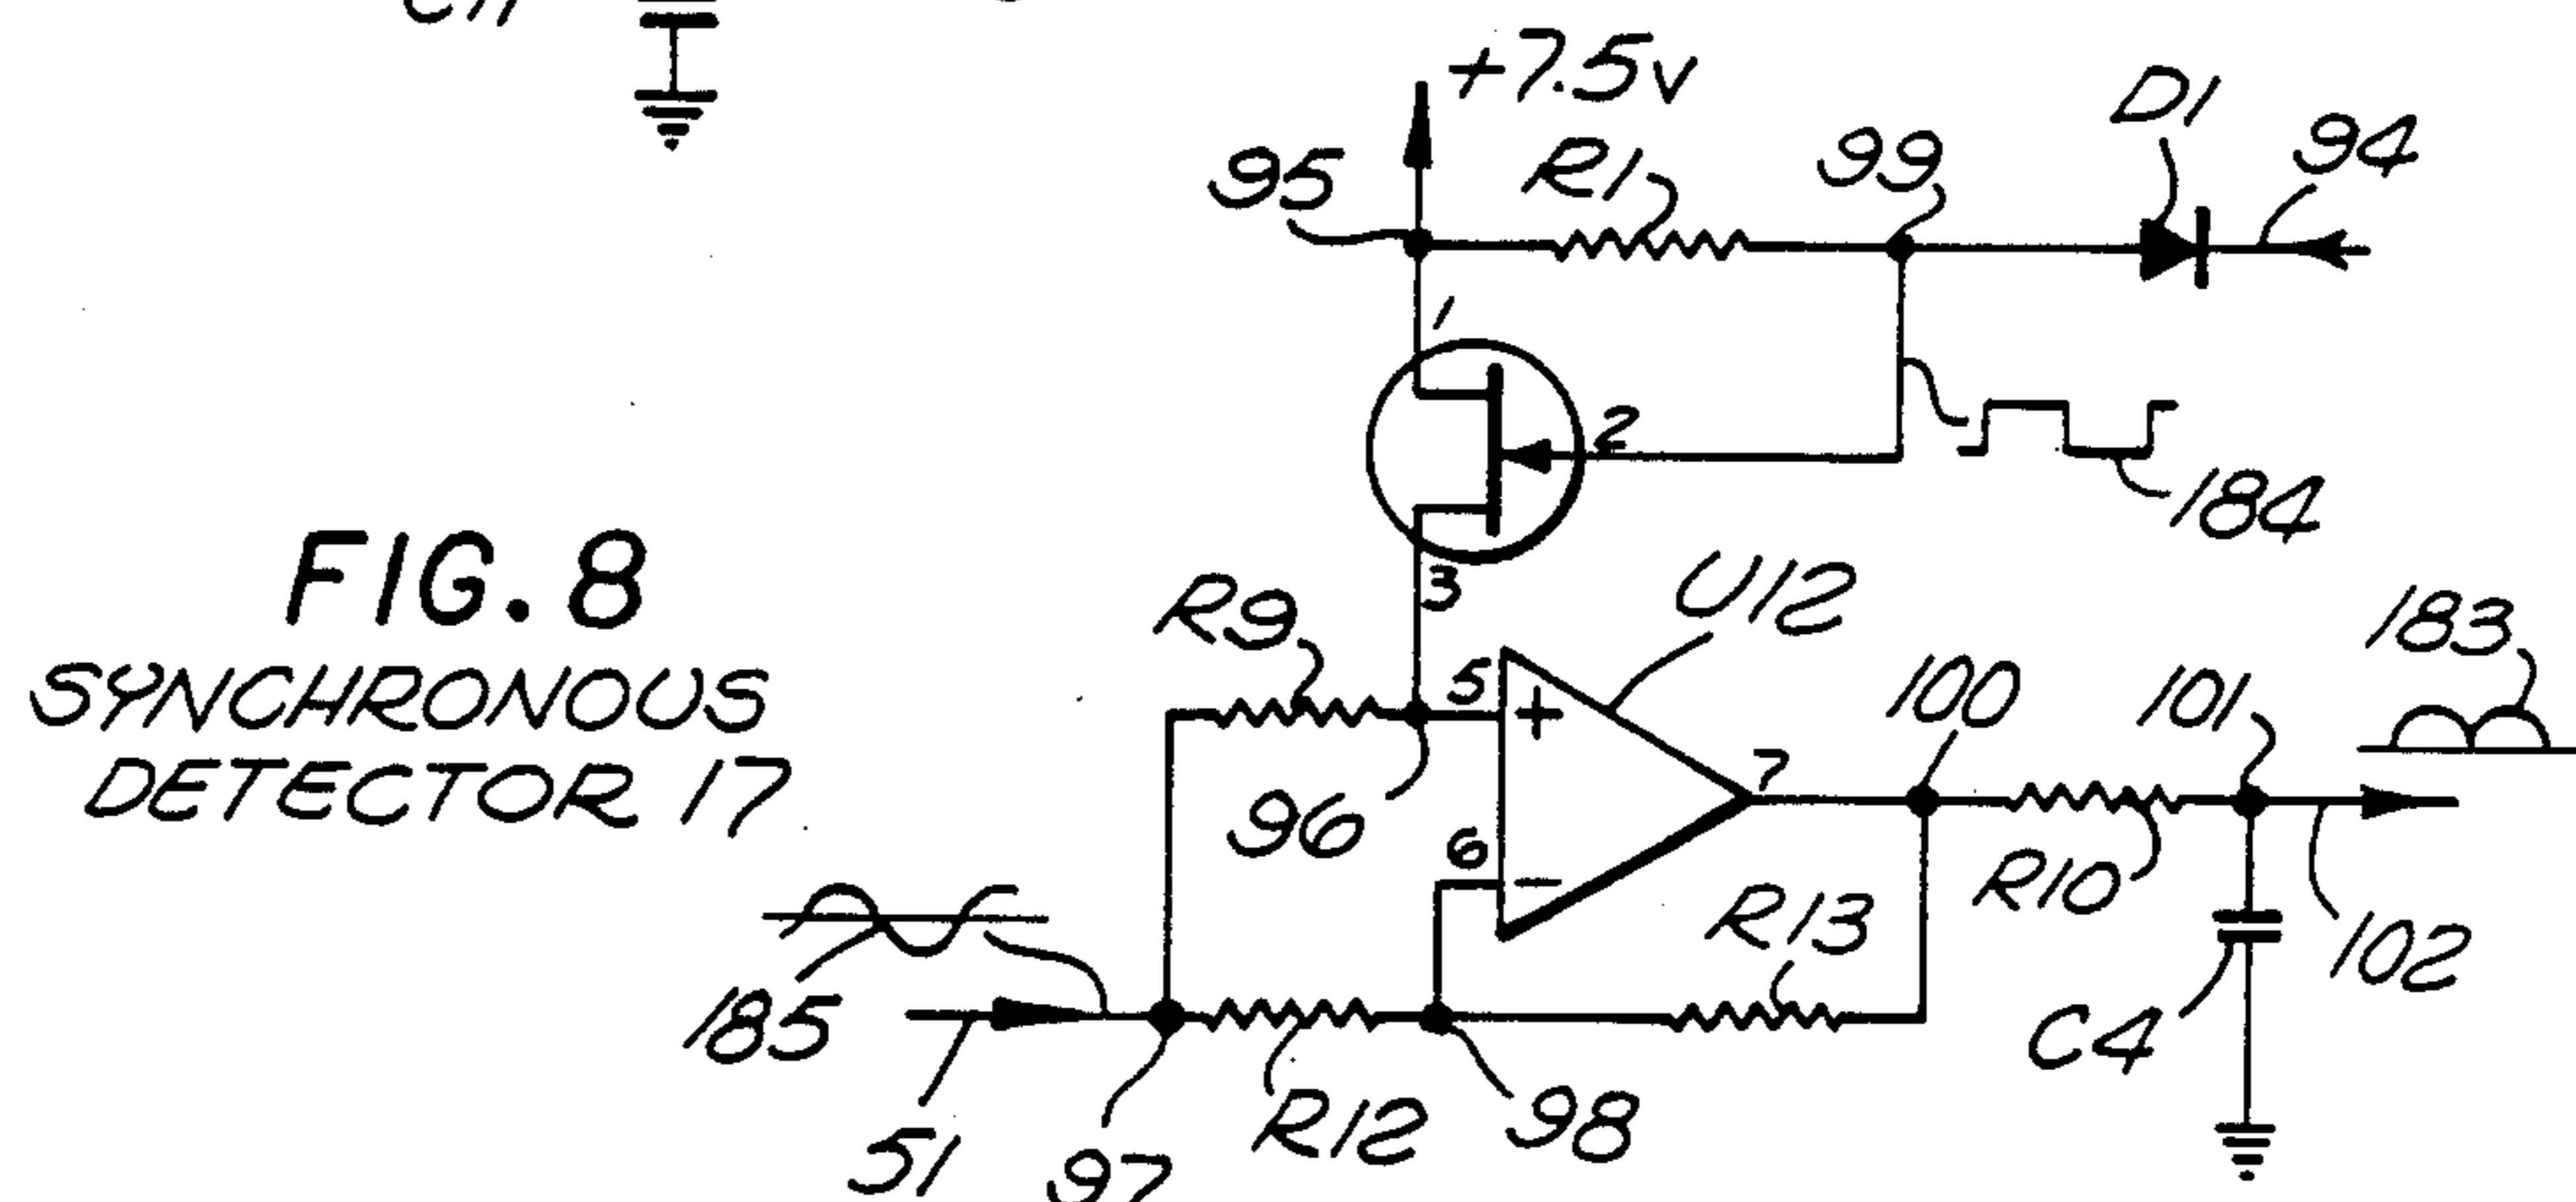 +7.5v
D1
94
99
R1
95
1
2
184
3
U12
R9
183
FIG. 8
SYNCHRONOUS
DETECTOR 17
5
+
7
100
101
96
6
−
R10
R13
102
185
C4
51
97
R12
98